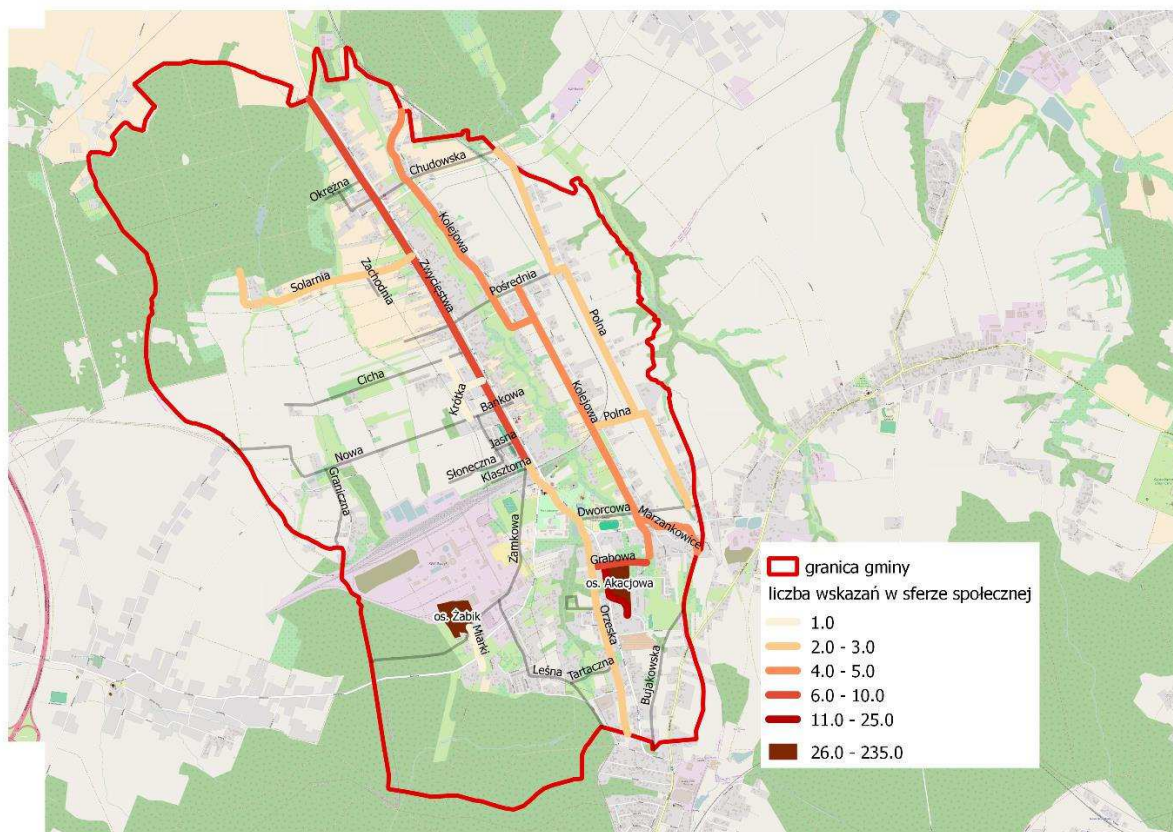 Chudowska
Okrężna
Kolejowa
Zwycięstwa
Zachodnia
Solarnia
Pośrednia
Polna
Cicha
Krótka
Bankowa
Kolejowa
Polna
Jasna
Nowa
Słoneczna
Klasztorna
Graniczna
Zamkowa
Dworcowa
Marzankowice
Grabowa
os. Akacjowa
os. Żabik
Miarki
Orzeska
Leśna
Tartaczna
Bujakowska
granica gminy
liczba wskazań w sferze społecznej
1.0
2.0 - 3.0
4.0 - 5.0
6.0 - 10.0
11.0 - 25.0
26.0 - 235.0